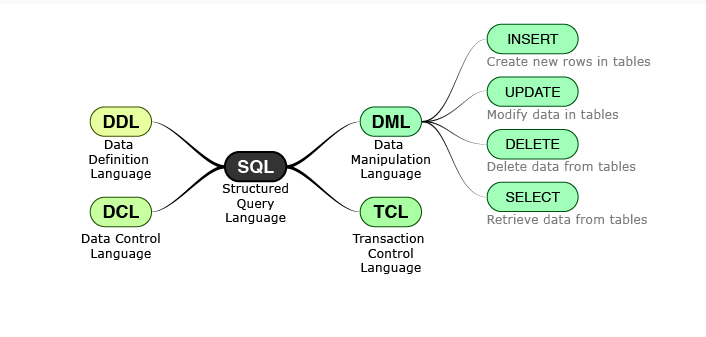 DDL
Data
Definition
Language
DCL
Data Control
Language
SQL
Structured
Query
Language
DML
Data
Manipulation
Language
TCL
Transaction
Control
Language
INSERT
Create new rows in tables
UPDATE
Modify data in tables
DELETE
Delete data from tables
SELECT
Retrieve data from tables